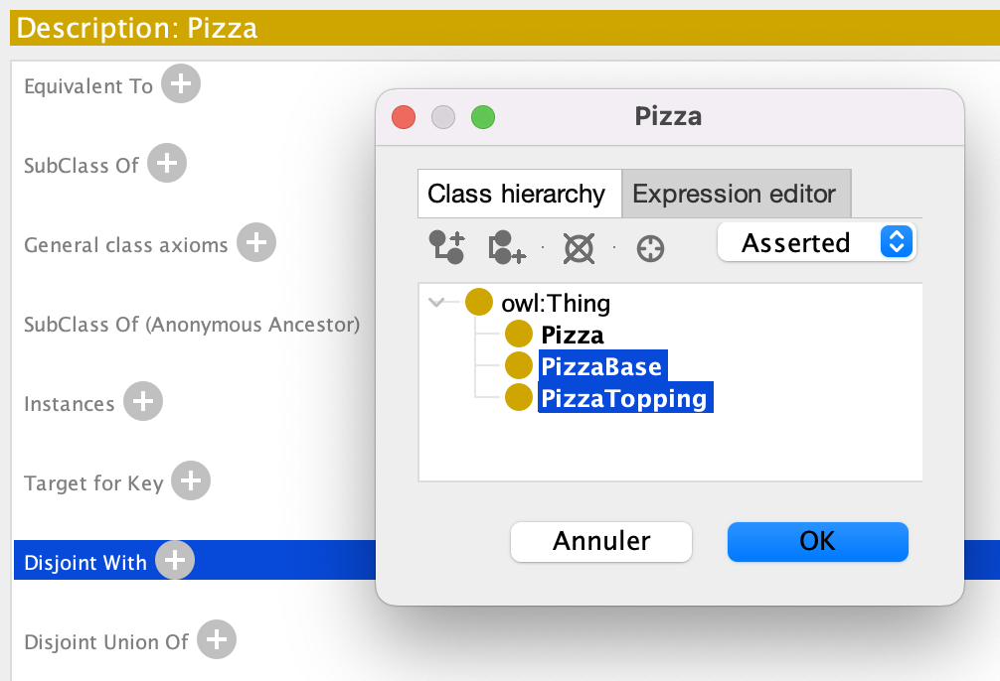 Description: Pizza
Equivalent To
SubClass Of
General class axioms
SubClass Of (Anonymous Ancestor)
Instances
Target for Key
Disjoint With
Disjoint Union Of
Pizza
Class hierarchy
Expression editor
Asserted
owl:Thing
Pizza
PizzaBase
PizzaTopping
Annuler
OK